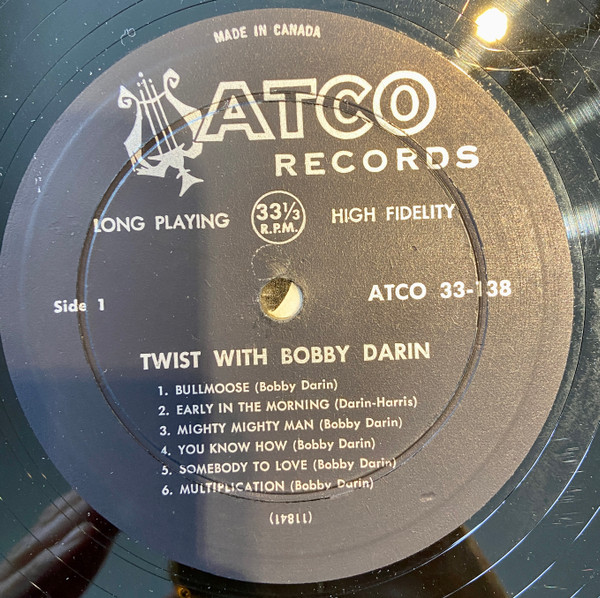 MADE IN CANADA
ATCO
RECORDS
LONG PLAYING 33⅓ R.P.M. HIGH FIDELITY
Side 1 ATCO 33-138
TWIST WITH BOBBY DARIN
1. BULLMOOSE (Bobby Darin)
2. EARLY IN THE MORNING (Darin-Harris)
3. MIGHTY MIGHTY MAN (Bobby Darin)
4. YOU KNOW HOW (Bobby Darin)
5. SOMEBODY TO LOVE (Bobby Darin)
6. MULTIPLICATION (Bobby Darin)
(11841)